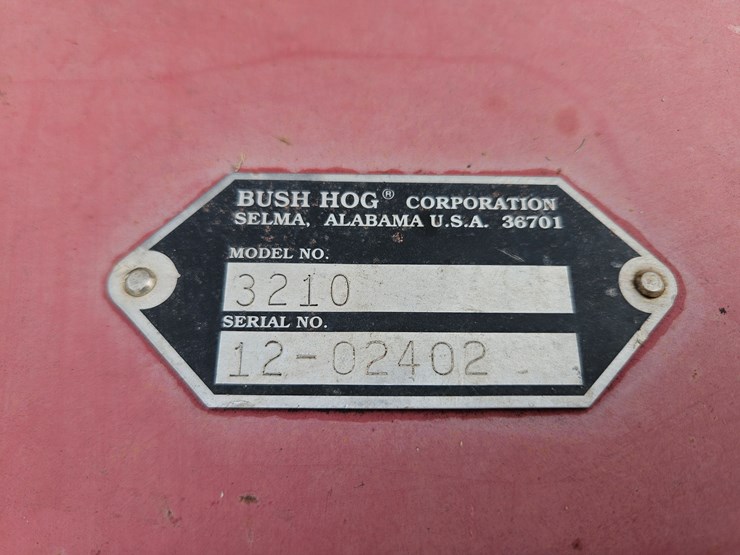 BUSH HOG® CORPORATION
SELMA, ALABAMA U.S.A. 36701
MODEL NO.
3210
SERIAL NO.
12-02402